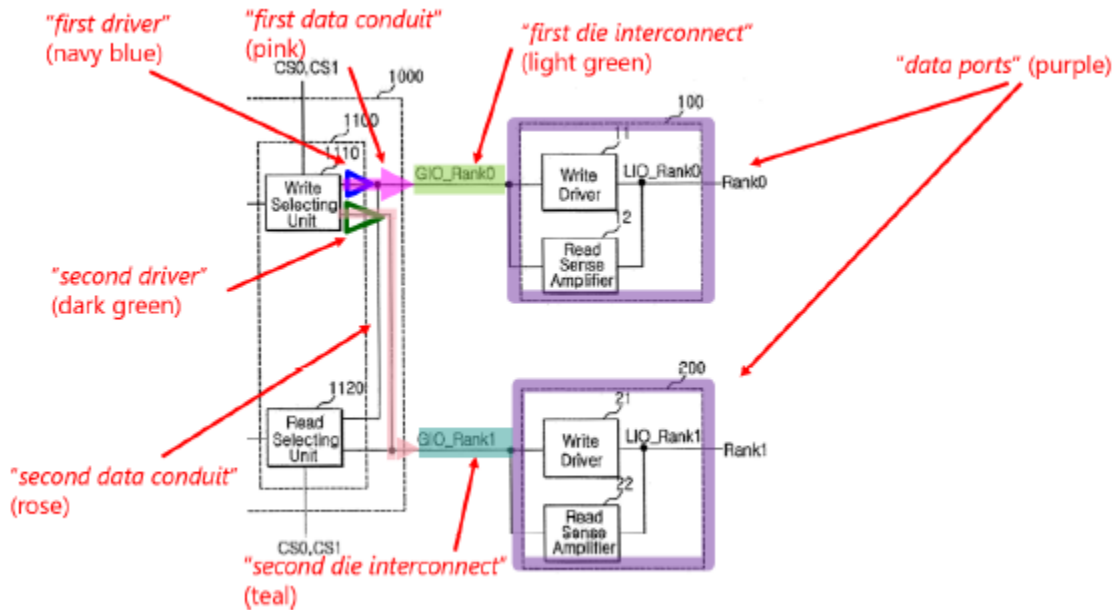 "first driver"
(navy blue)
"first data conduit"
(pink)
"first die interconnect"
(light green)
"data ports" (purple)
CS0,CS1
1000
1100
1110
Write
Selecting
Unit
GIO_Rank0
100
11
Write
Driver
LIO_Rank0
Rank0
12
Read
Sense
Amplifier
"second driver"
(dark green)
1120
Read
Selecting
Unit
GIO_Rank1
200
21
Write
Driver
LIO_Rank1
Rank1
22
Read
Sense
Amplifier
"second data conduit"
(rose)
CS0,CS1
"second die interconnect"
(teal)